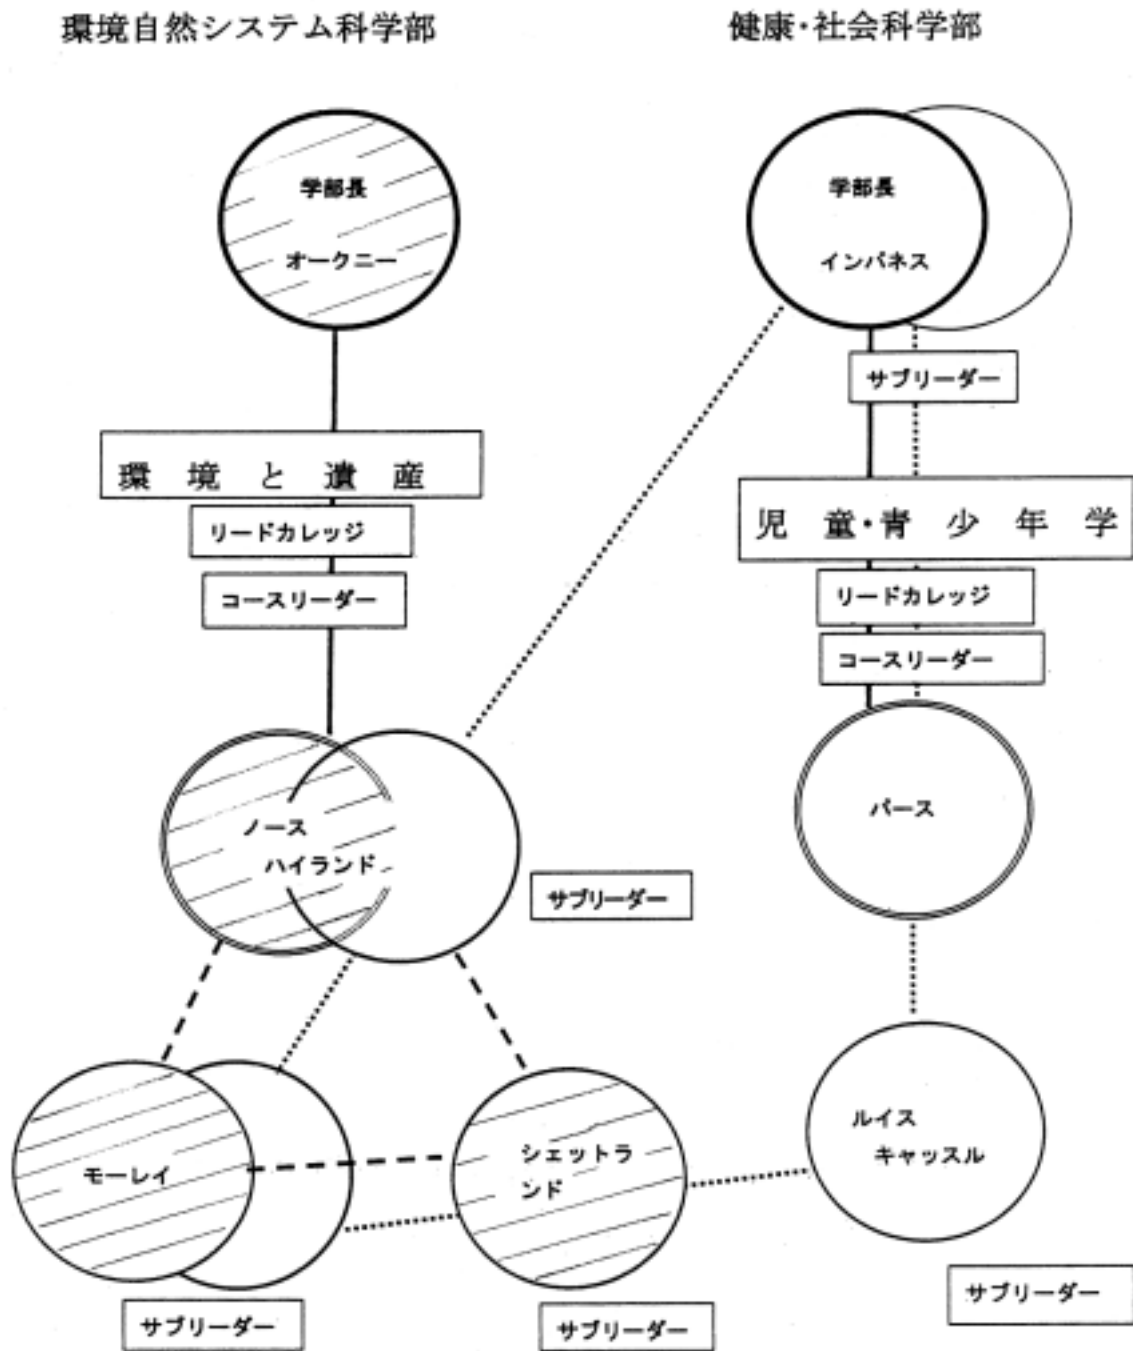 環境自然システム科学部
健康・社会科学部
学部長
オークニー
学部長
インバネス
サブリーダー
環境と遺産
リードカレッジ
コースリーダー
児童・青少年学
リードカレッジ
コースリーダー
ノース
ハイランド
サブリーダー
パース
モーレイ
シェットラ
ンド
ルイス
キャッスル
サブリーダー
サブリーダー
サブリーダー